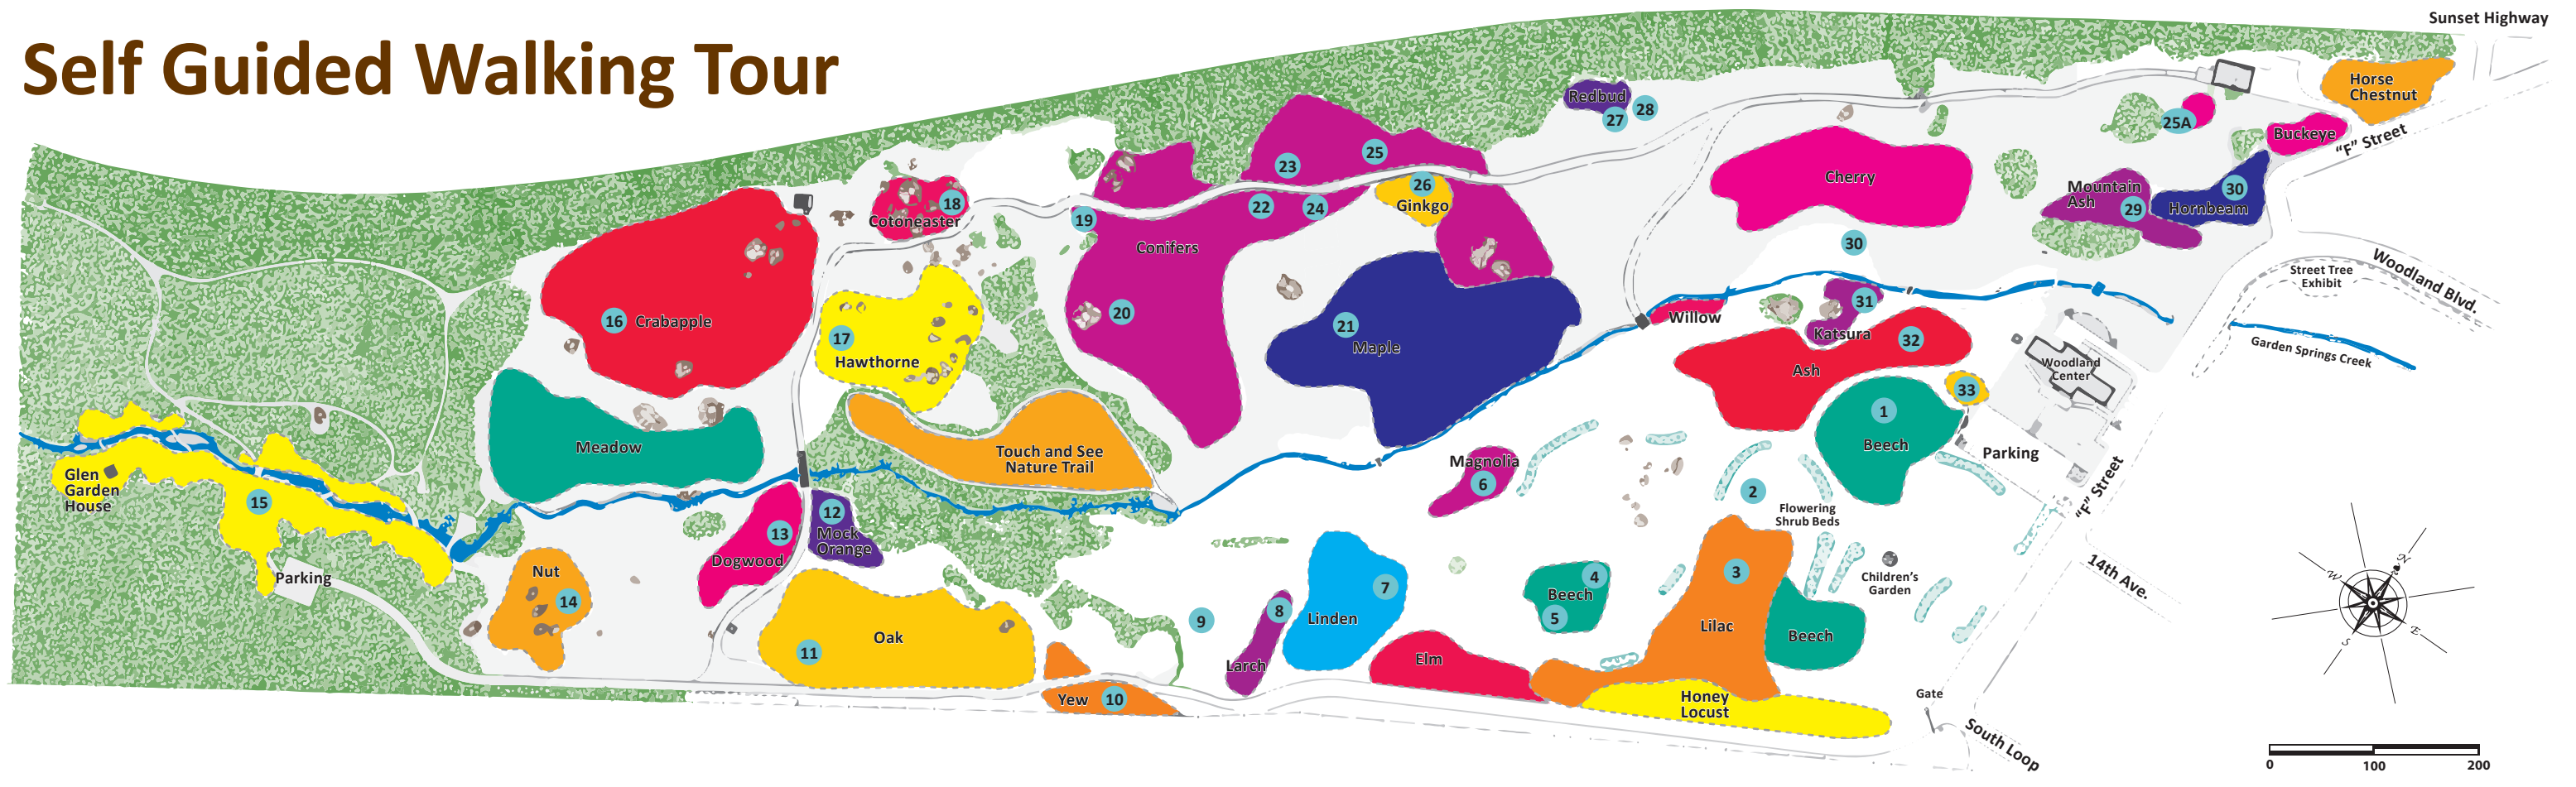 Self Guided Walking Tour
Sunset Highway
Horse
Chestnut
Redbud
28
27
25A
Buckeye
"F" Street
25
23
Cherry
26
Ginkgo
22
24
Mountain
Ash
29
30
Hornbeam
18
Cotoneaster
19
Conifers
30
Woodland Blvd.
Street Tree
Exhibit
20
21
Maple
31
Katsura
Willow
32
Ash
16
Crabapple
17
Hawthorne
Woodland
Center
Garden Springs Creek
33
1
Beech
Meadow
Touch and See
Nature Trail
Magnolia
6
Parking
2
Flowering
Shrub Beds
"F" Street
Glen
Garden
House
15
12
Mock
Orange
13
Dogwood
Parking
Nut
14
7
Linden
4
Beech
5
3
Lilac
Children's
Garden
14th Ave.
N
W
E
S
11
Oak
9
8
Larch
Elm
Beech
Yew
10
Honey
Locust
Gate
South Loop
0
100
200